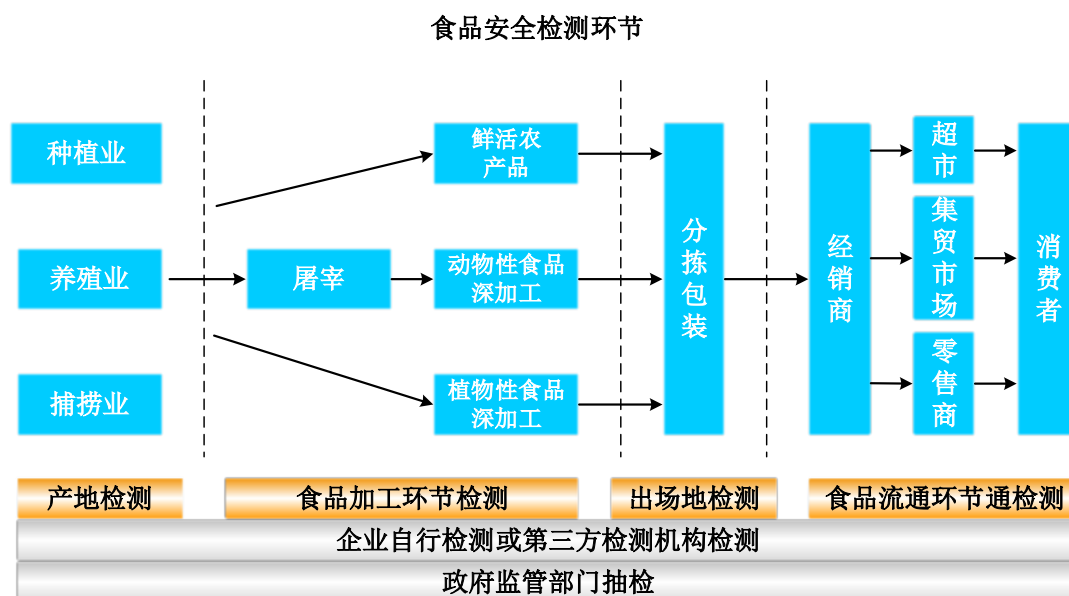 食品安全检测环节
种植业
养殖业
捕捞业
屠宰
鲜活农
产品
动物性食品
深加工
植物性食品
深加工
分拣包装
经销商
超市
集贸市场
零售商
消费者
产地检测
食品加工环节检测
出场地检测
食品流通环节通检测
企业自行检测或第三方检测机构检测
政府监管部门抽检